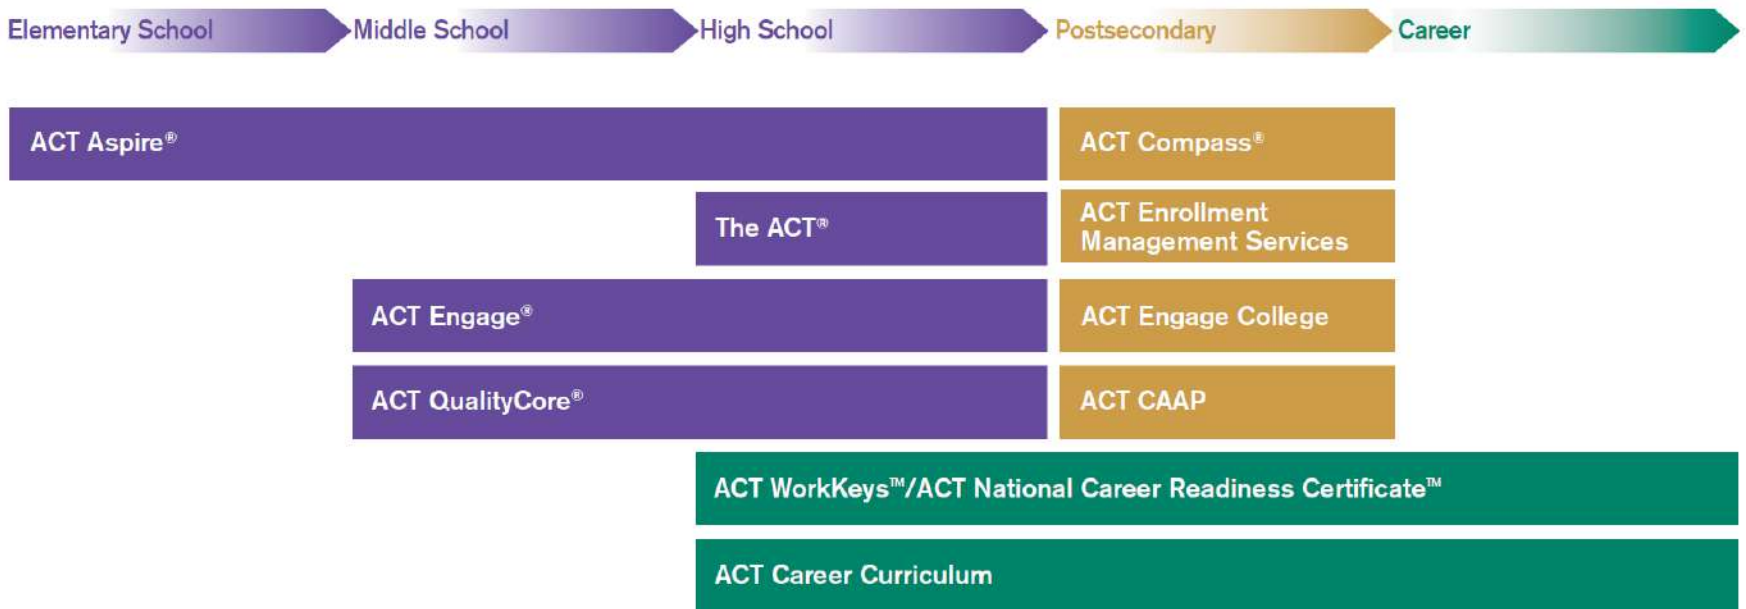 Elementary School
Middle School
High School
Postsecondary
Career
ACT Aspire®
ACT Compass®
The ACT®
ACT Enrollment
Management Services
ACT Engage®
ACT Engage College
ACT QualityCore®
ACT CAAP
ACT WorkKeys™/ACT National Career Readiness Certificate™
ACT Career Curriculum